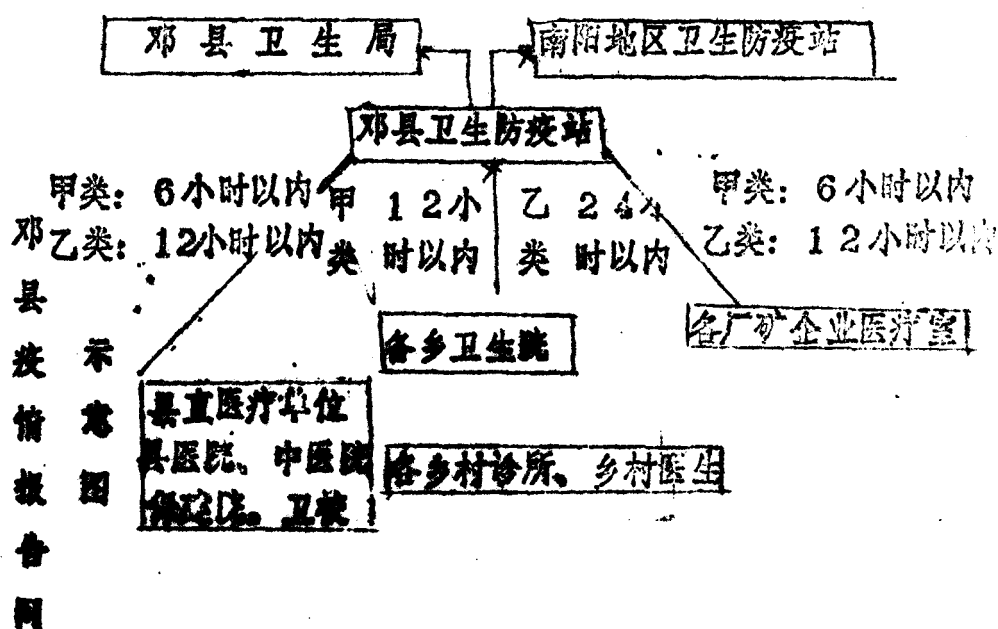 邓县卫生局
南阳地区卫生防疫站
邓县卫生防疫站
甲类：6小时以内
乙类：12小时以内
甲类 12小时以内
乙类 24小时以内
甲类：6小时以内
乙类：12小时以内
各乡卫生院
各厂矿企业医疗室
县直医疗单位
县医院、中医院
保健院。卫校
各乡村诊所、乡村医生
邓县疫情报告网
示意图